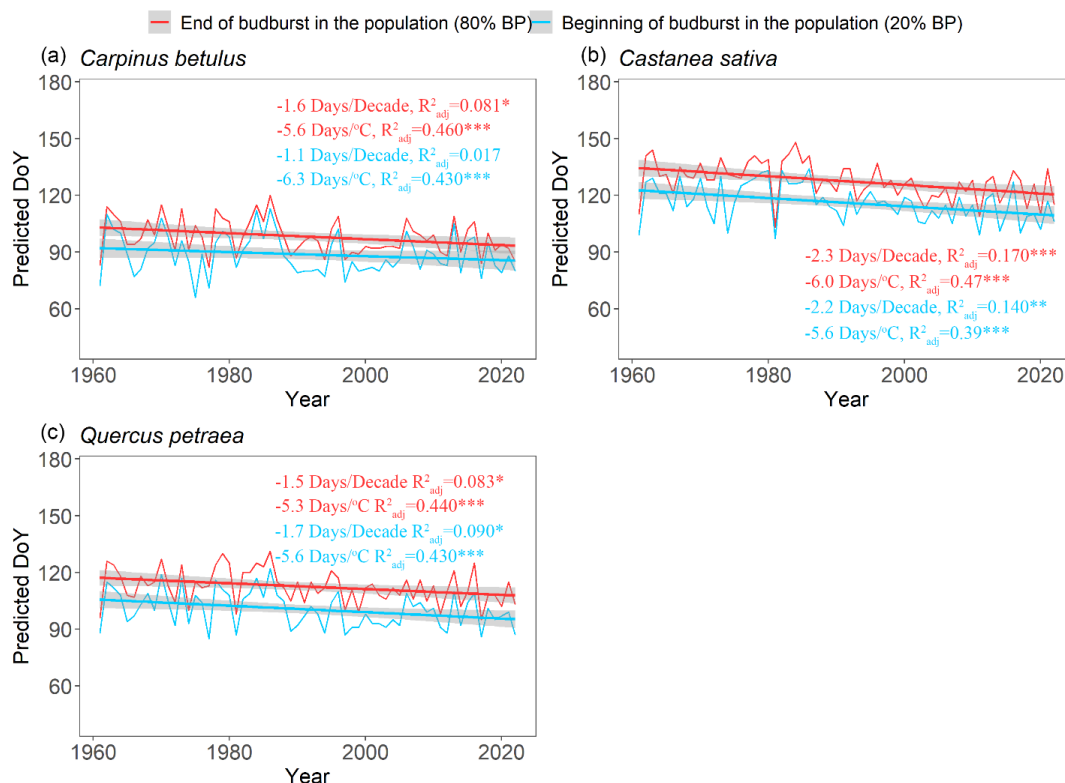 End of budburst in the population (80% BP) Beginning of budburst in the population (20% BP)
(a) Carpinus betulus
180
150
120
90
60
Predicted DoY
-1.6 Days/Decade, R²adj=0.081*
-5.6 Days/°C, R²adj=0.460***
-1.1 Days/Decade, R²adj=0.017
-6.3 Days/°C, R²adj=0.430***
1960 1980 2000 2020
Year
(b) Castanea sativa
180
150
120
90
60
Predicted DoY
-2.3 Days/Decade, R²adj=0.170***
-6.0 Days/°C, R²adj=0.47***
-2.2 Days/Decade, R²adj=0.140**
-5.6 Days/°C, R²adj=0.39***
1960 1980 2000 2020
Year
(c) Quercus petraea
180
150
120
90
60
Predicted DoY
-1.5 Days/Decade R²adj=0.083*
-5.3 Days/°C R²adj=0.440***
-1.7 Days/Decade R²adj=0.090*
-5.6 Days/°C R²adj=0.430***
1960 1980 2000 2020
Year